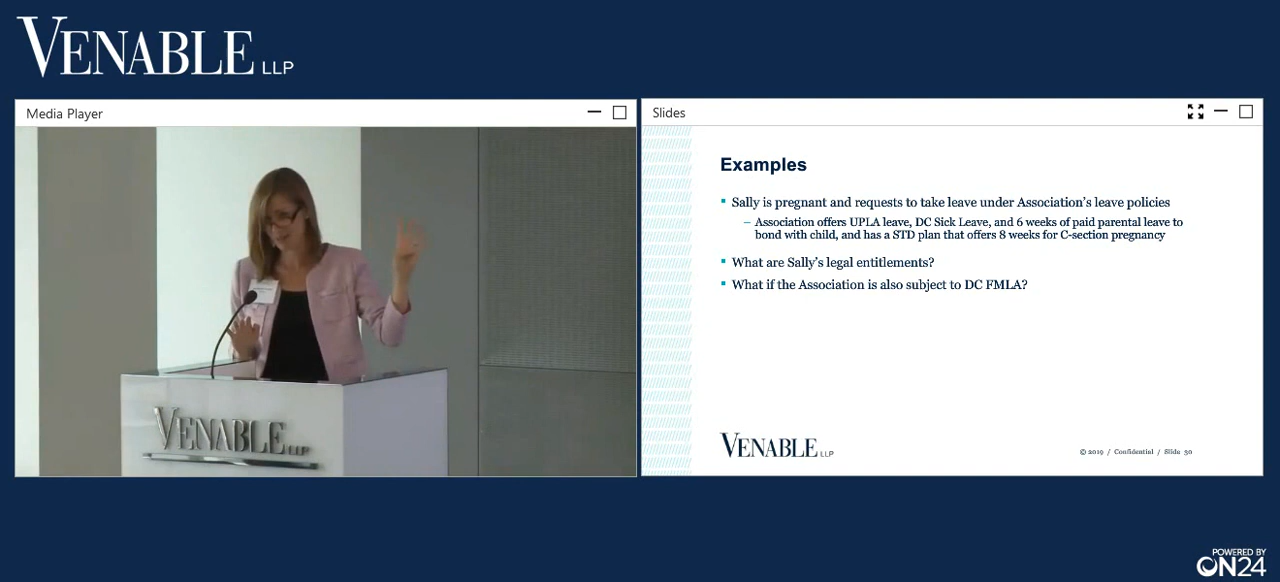 VENABLE LLP
Media Player
Slides
Examples
Sally is pregnant and requests to take leave under Association's leave policies
– Association offers UPLA leave, DC Sick Leave, and 6 weeks of paid parental leave to
bond with child, and has a STD plan that offers 8 weeks for C-section pregnancy
What are Sally's legal entitlements?
What if the Association is also subject to DC FMLA?
VENABLE LLP
VENABLE LLP
© 2019 / Confidential / Slide 30
POWERED BY
ON24